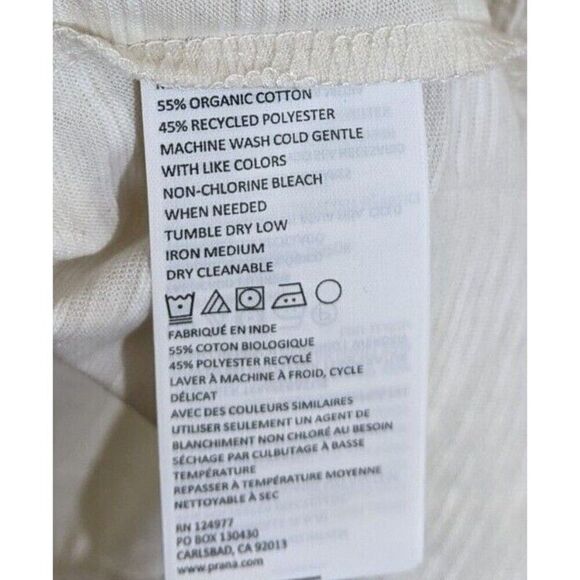 55% ORGANIC COTTON
45% RECYCLED POLYESTER
MACHINE WASH COLD GENTLE
WITH LIKE COLORS
NON-CHLORINE BLEACH
WHEN NEEDED
TUMBLE DRY LOW
IRON MEDIUM
DRY CLEANABLE
FABRIQUÉ EN INDE
55% COTON BIOLOGIQUE
45% POLYESTER RECYCLÉ
LAVER À MACHINE À FROID, CYCLE
DÉLICAT
AVEC DES COULEURS SIMILAIRES
UTILISER SEULEMENT UN AGENT DE
BLANCHIMENT NON CHLORÉ AU BESOIN
SÉCHAGE PAR CULBUTAGE À BASSE
TEMPÉRATURE
REPASSER À TEMPÉRATURE MOYENNE
NETTOYABLE À SEC
RN 124977
PO BOX 130430
CARLSBAD, CA 92013
www.prana.com